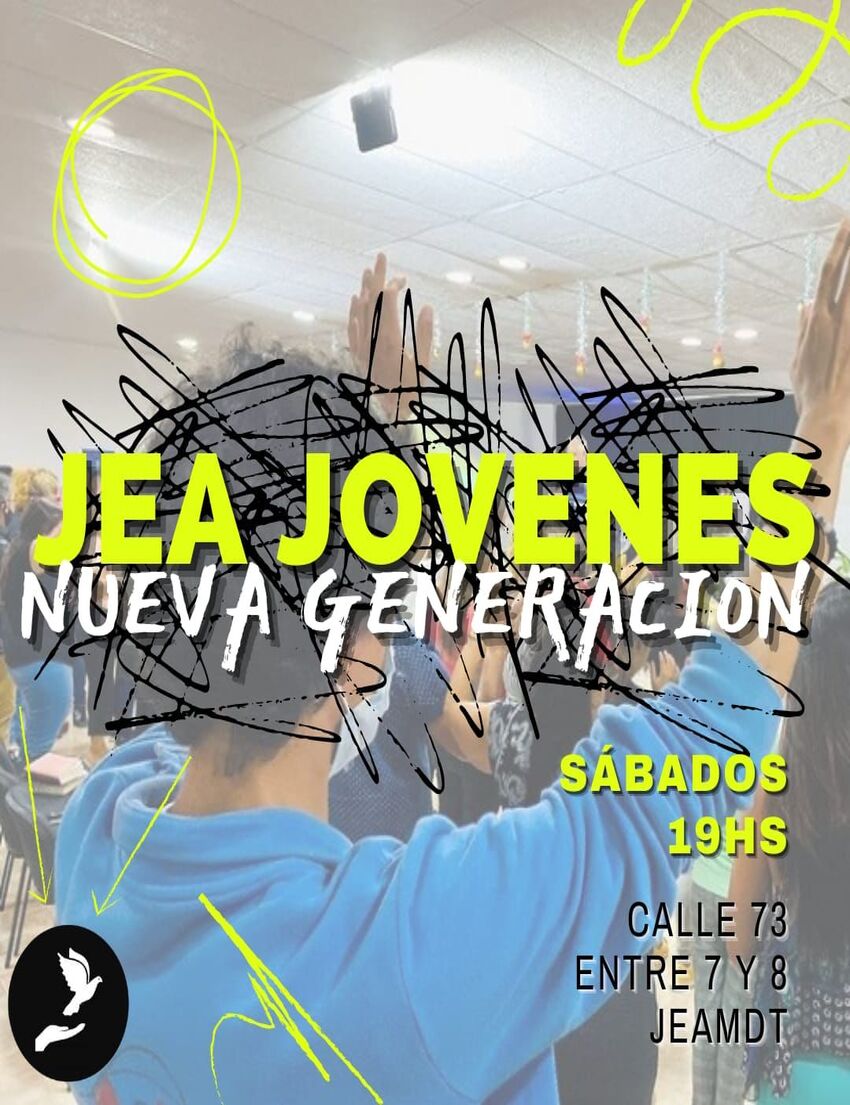 JEA JOVENES
NUEVA GENERACION
SÁBADOS
19HS
CALLE 73
ENTRE 7 Y 8
JEAMDT